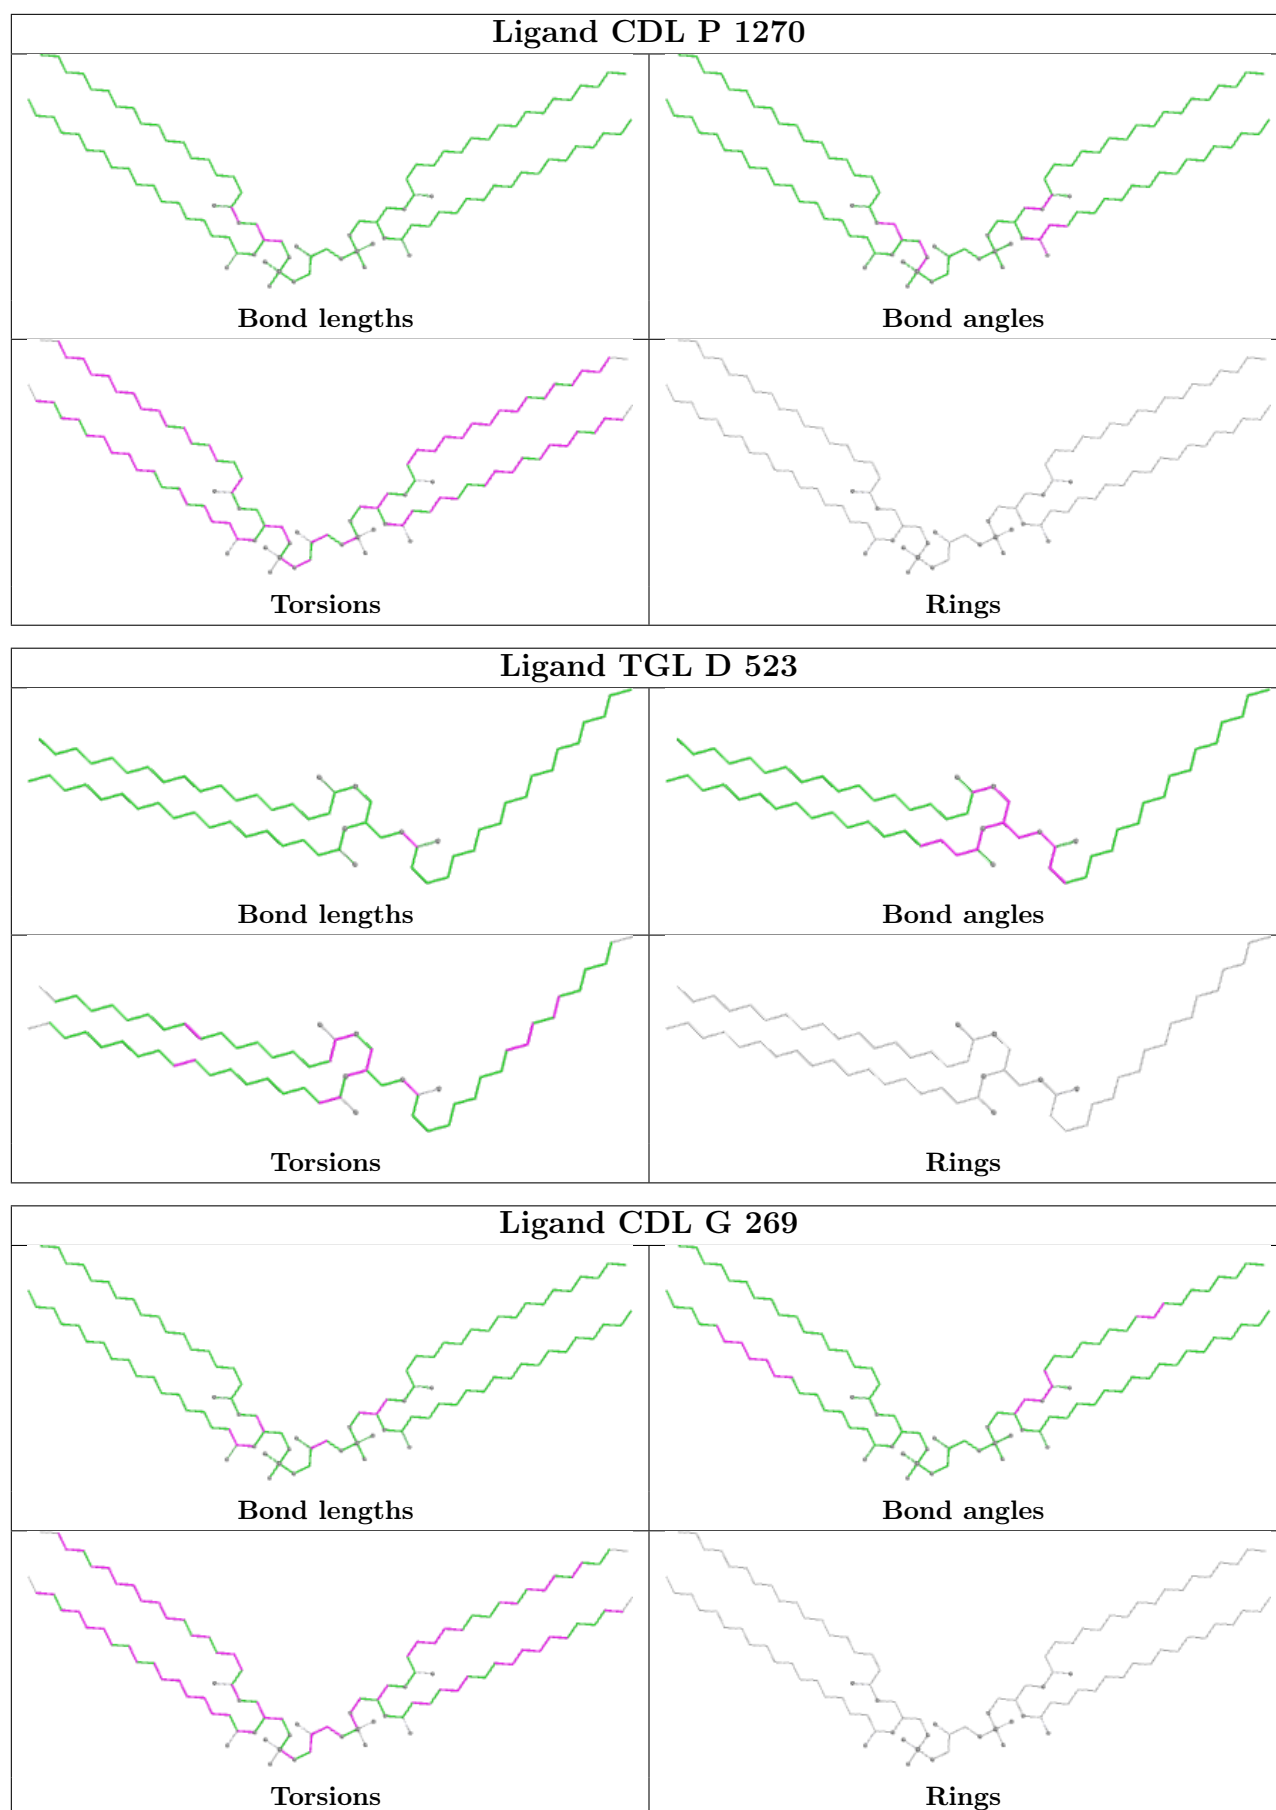 Ligand CDL P 1270
Bond lengths
Bond angles
Torsions
Rings
Ligand TGL D 523
Bond lengths
Bond angles
Torsions
Rings
Ligand CDL G 269
Bond lengths
Bond angles
Torsions
Rings